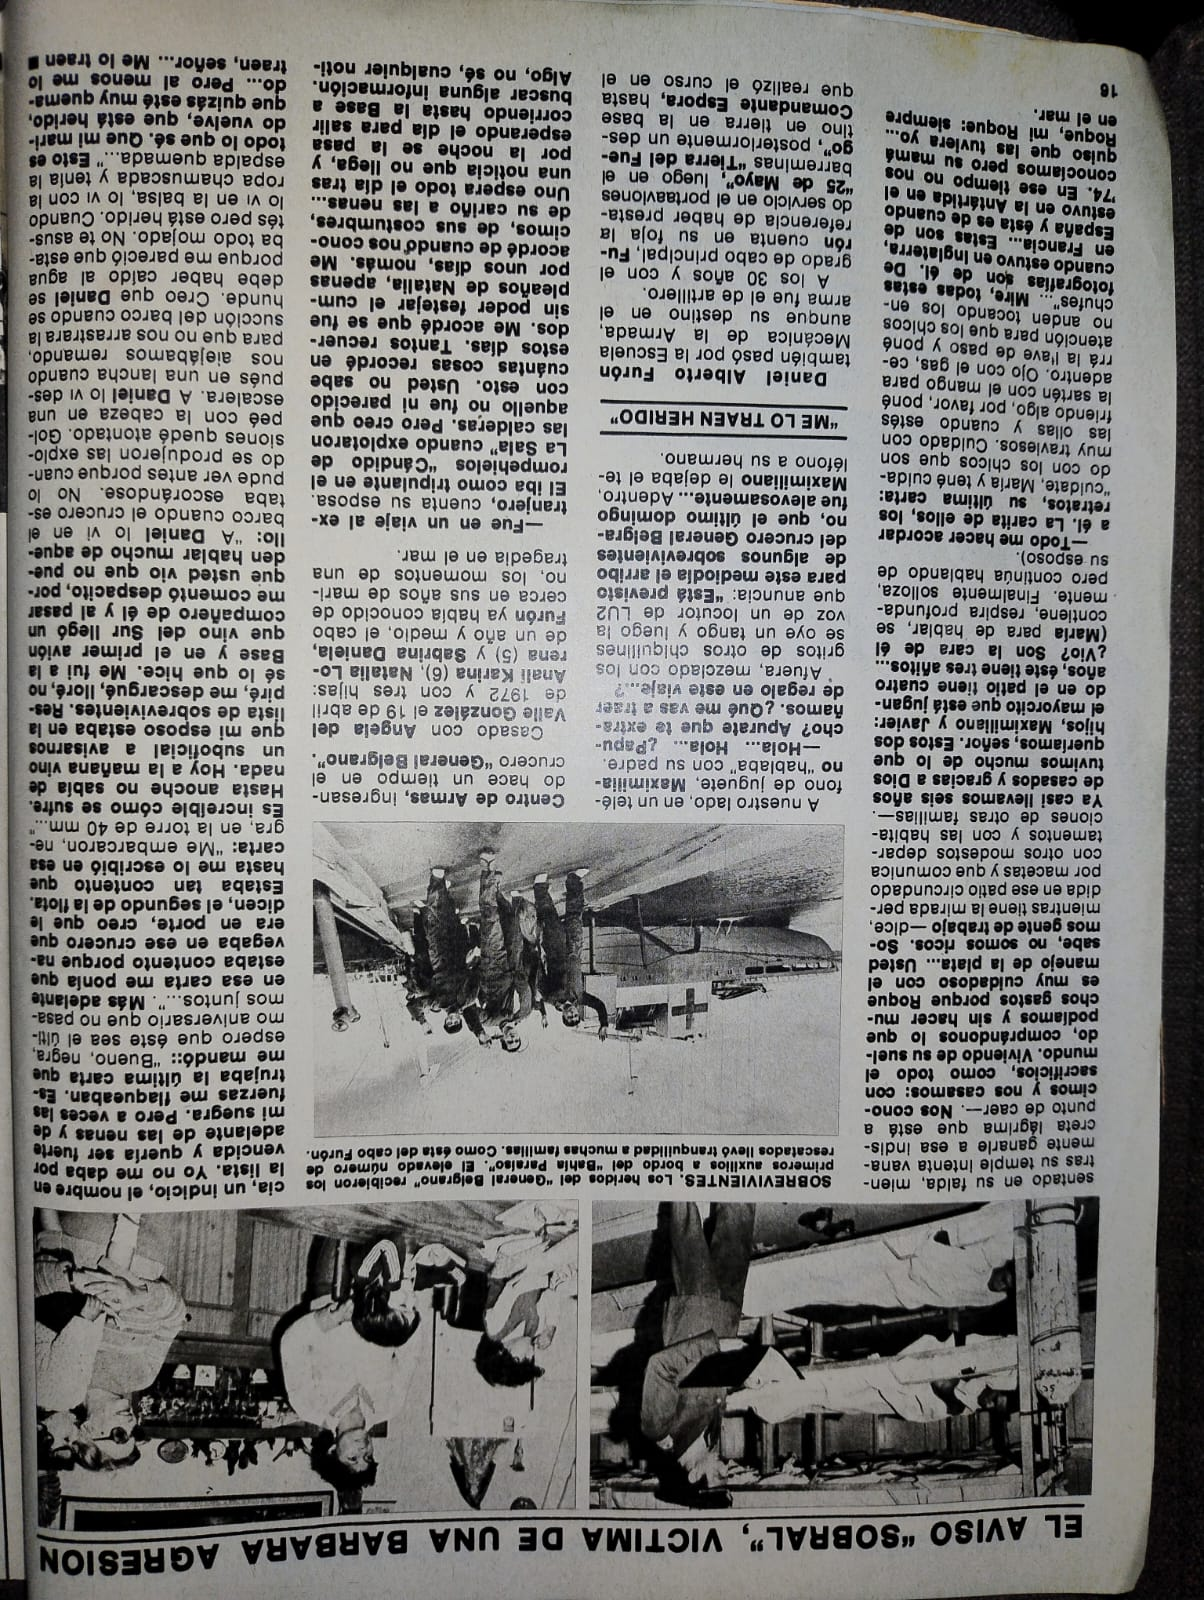 EL AVISO "SOBRAL", VICTIMA DE UNA BARBARA AGRESION
sentado en su falda, mien-
tras su temple intenta vana-
mente ganarle a esa indis-
creta lágrima que está a
punto de caer—. Nos cono-
cimos y nos casamos: con
sacrificios, como todo el
mundo. Viviendo de su suel-
do, comprándonos lo que
podíamos y sin hacer mu-
chos gastos porque Roque
es muy cuidadoso con el
manejo de la plata... Usted
sabe, no somos ricos. So-
mos gente de trabajo —dice,
mientras tiene la mirada per-
dida en ese patio circundado
por macetas y que comunica
con otros modestos depar-
tamentos y con las habita-
ciones de otras familias—.
Ya casi llevamos seis años
de casados y gracias a Dios
tuvimos mucho de lo que
queríamos, señor. Estos dos
hijos, Maximiliano y Javier:
el mayorcito que está jugan-
do en el patio tiene cuatro
años, éste tiene tres añitos...
¿Vio? Son la cara de él
(María para de hablar, se
contiene, respira profunda-
mente. Finalmente solloza,
pero continúa hablando de
su esposo).
—Todo me hacer acordar
a él. La carita de ellos, los
retratos, su última carta:
"cuidate, María y tené cuida-
do con los chicos que son
muy traviesos. Cuidado con
las ollas y cuando estés
friendo algo, por favor, poné
la sartén con el mango para
adentro. Ojo con el gas, ce-
rrá la l'ave de paso y poné
atención para que los chicos
no anden tocando los en-
chufes"... Mire, todas estas
fotografías son de él. De
cuando estuvo en Inglaterra,
en Francia... Estas son de
España y ésta es de cuando
estuvo en la Antártida en el
'74. En ese tiempo no nos
conocíamos pero su mamá
quiso que las tuviera yo...
Roque, mi Roque: siempre
en el mar.
16
SOBREVIVIENTES. Los heridos del "General Belgrano" recibieron los
primeros auxilios a bordo del "Bahía Paraíso". El elevado número de
rescatados llevó tranquilidad a muchas familias. Como ésta del cabo Furón.
A nuestro lado, en un telé-
fono de juguete, Maximilia-
no "hablaba" con su padre.
—Hola... Hola... ¿Papu-
cho? Apurate que te extra-
ñamos. ¿Qué me vas a traer
de regalo en este viaje...?
Afuera, mezclado con los
gritos de otros chiquilines
se oye un tango y luego la
voz de un locutor de LU2
que anuncia: "Está previsto
para este mediodía el arribo
de algunos sobrevivientes
del crucero General Belgra-
no, que el último domingo
fue alevosamente... Adentro,
Maximiliano le dejaba el te-
léfono a su hermano.
"ME LO TRAEN HERIDO"
Daniel Alberto Furón
también pasó por la Escuela
Mecánica de la Armada,
aunque su destino en el
arma fue el de artillero.
A los 30 años y con el
grado de cabo principal, Fu-
rón cuenta en su foja la
referencia de haber presta-
do servicio en el portaaviones
"25 de Mayo", luego en el
barreminas "Tierra del Fue-
go", posteriormente un des-
tino en tierra en la base
Comandante Espora, hasta
que realizó el curso en el
Centro de Armas, ingresan-
do hace un tiempo en el
crucero "General Belgrano".
Casado con Angela del
Valle González el 19 de abril
de 1972 y con tres hijas:
Analí Karina (6), Natalia Lo-
rena (5) y Sabrina Daniela,
de un año y medio, el cabo
Furón ya había conocido de
cerca en sus años de mari-
no, los momentos de una
tragedia en el mar.
—Fue en un viaje al ex-
tranjero, cuenta su esposa.
El iba como tripulante en el
rompehielos "Cándido de
La Sala" cuando explotaron
las calderas. Pero creo que
aquello no fue ni parecido
con esto. Usted no sabe
cuántas cosas recordé en
estos días. Tantos recuer-
dos. Me acordé que se fue
sin poder festejar el cum-
pleaños de Natalia, apenas
por unos días, nomás. Me
acordé de cuando nos cono-
cimos, de sus costumbres,
de su cariño a las nenas...
Uno espera todo el día tras
una noticia que no llega, y
por la noche se la pasa
esperando el día para salir
corriendo hasta la Base a
buscar alguna información.
Algo, no sé, cualquier noti-
cia, un indicio, el nombre en
la lista. Yo no me daba por
vencida y quería ser fuerte
adelante de las nenas y de
mi suegra. Pero a veces las
fuerzas me flaqueaban. Es-
trujaba la última carta que
me mandó:: "Bueno, negra,
espero que éste sea el últi-
mo aniversario que no pasa-
mos juntos...". Más adelante
en esa carta me ponía que
estaba contento porque na-
vegaba en ese crucero que
era en porte, creo que le
dicen, el segundo de la flota.
Estaba tan contento que
hasta me lo escribió en esa
carta: "Me embarcaron, ne-
gra, en la torre de 40 mm..."
Es increíble cómo se sufre.
Hasta anoche no sabía de
nada. Hoy a la mañana vino
un suboficial a avisarnos
que mi esposo estaba en la
lista de sobrevivientes. Res-
piré, me descargué, lloré, no
sé lo que hice. Me fui a la
Base y en el primer avión
que vino del Sur llegó un
compañero de él y al pasar
me comentó despacito, por-
que usted vio que no pue-
den hablar mucho de aque-
llo: "A Daniel lo vi en el
barco cuando el crucero es-
taba escorándose. No lo
pude ver antes porque cuan-
do se produjeron las explo-
siones quedé atontado. Gol-
peé con la cabeza en una
escalera. A Daniel lo vi des-
pués en una lancha cuando
nos alejábamos remando,
para que no nos arrastrara la
succión del barco cuando se
hunde. Creo que Daniel se
debe haber caído al agua
porque me pareció que esta-
ba todo mojado. No te asus-
tés pero está herido. Cuando
lo vi en la balsa, lo vi con la
ropa chamuscada y tenía la
espalda quemada..." Esto es
todo lo que sé. Que mi mari-
do vuelve, que está herido,
que quizás esté muy quema-
do... Pero al menos me lo
traen, señor... Me lo traen ■